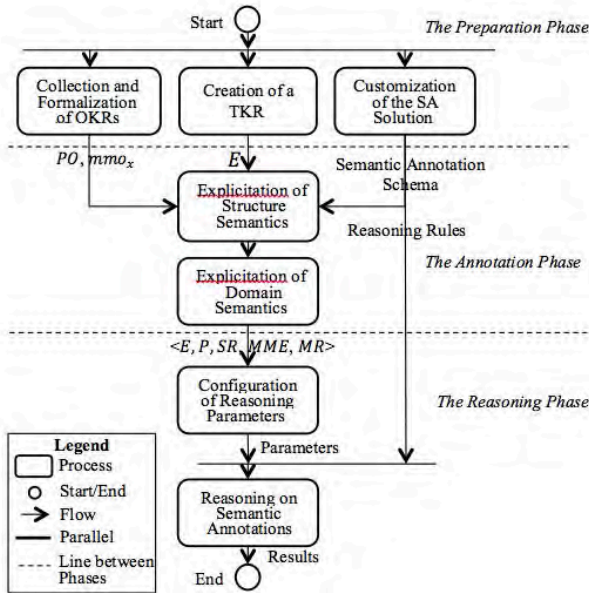 Start
The Preparation Phase
Collection and
Formalization
of OKRs
Creation of a
TKR
Customization
of the SA
Solution
PO, mmoₓ
E
Semantic Annotation
Schema
Explicitation of
Structure
Semantics
Reasoning Rules
The Annotation Phase
Explicitation of
Domain
Semantics
<E, P, SR, MME, MR>
Configuration
of Reasoning
Parameters
The Reasoning Phase
Parameters
Reasoning on
Semantic
Annotations
Results
End
Legend
Process
Start/End
Flow
Parallel
Line between
Phases